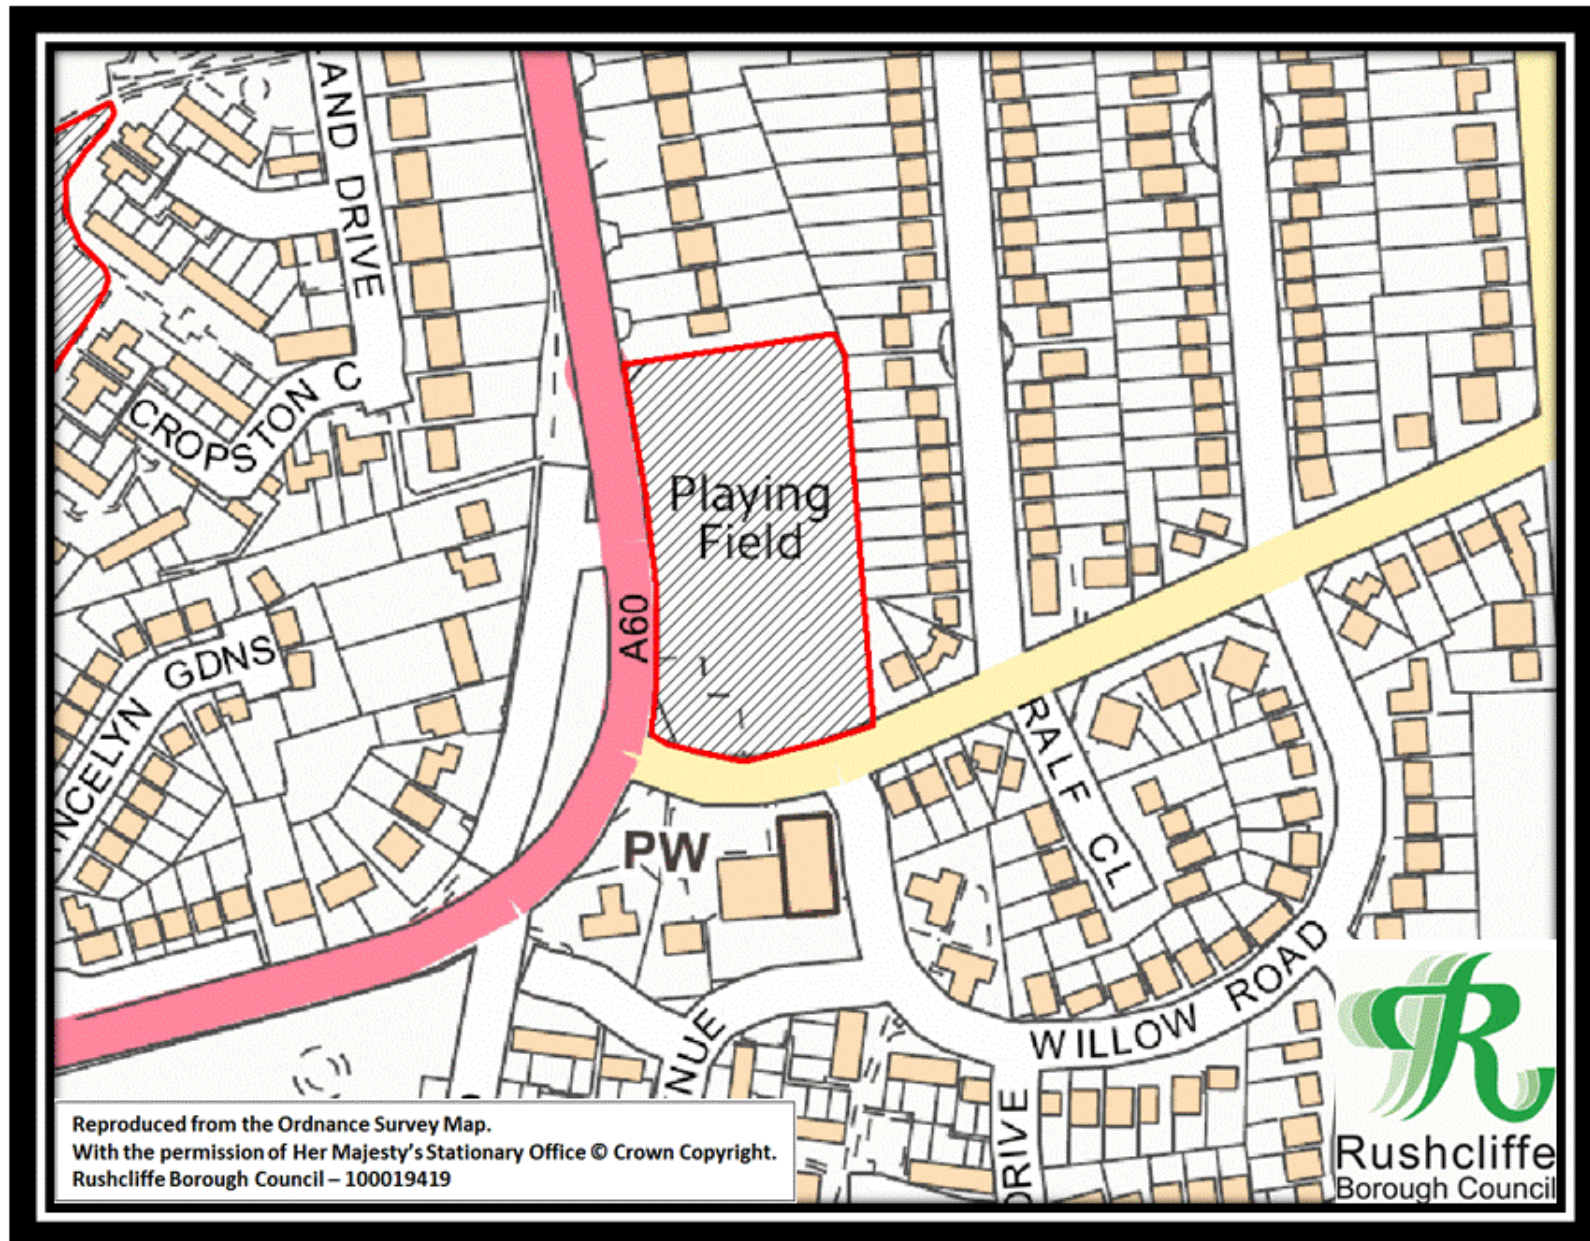 AND DRIVE
CROPSTON C
Playing
Field
A60
GDNS
NCELYN
RALF CL
PW
WILLOW ROAD
NUE
DRIVE
Reproduced from the Ordnance Survey Map.
With the permission of Her Majesty's Stationary Office © Crown Copyright.
Rushcliffe Borough Council – 100019419
R
Rushcliffe
Borough Council